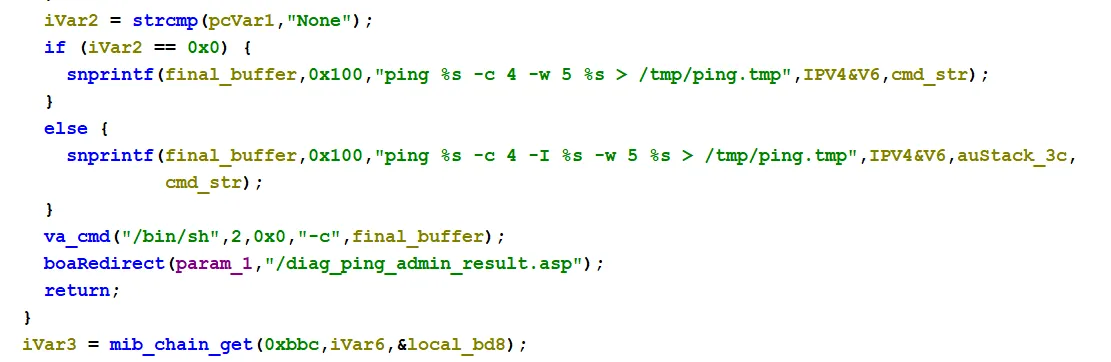 iVar2 = strcmp(pcVar1,"None");
if (iVar2 == 0x0) {
snprintf(final_buffer,0x100,"ping %s -c 4 -w 5 %s > /tmp/ping.tmp",IPV4&V6,cmd_str);
}
else {
snprintf(final_buffer,0x100,"ping %s -c 4 -I %s -w 5 %s > /tmp/ping.tmp",IPV4&V6,auStack_3c,
cmd_str);
}
va_cmd("/bin/sh",2,0x0,"-c",final_buffer);
boaRedirect(param_1,"/diag_ping_admin_result.asp");
return;
}
iVar3 = mib_chain_get(0xbbc,iVar6,&local_bd8);